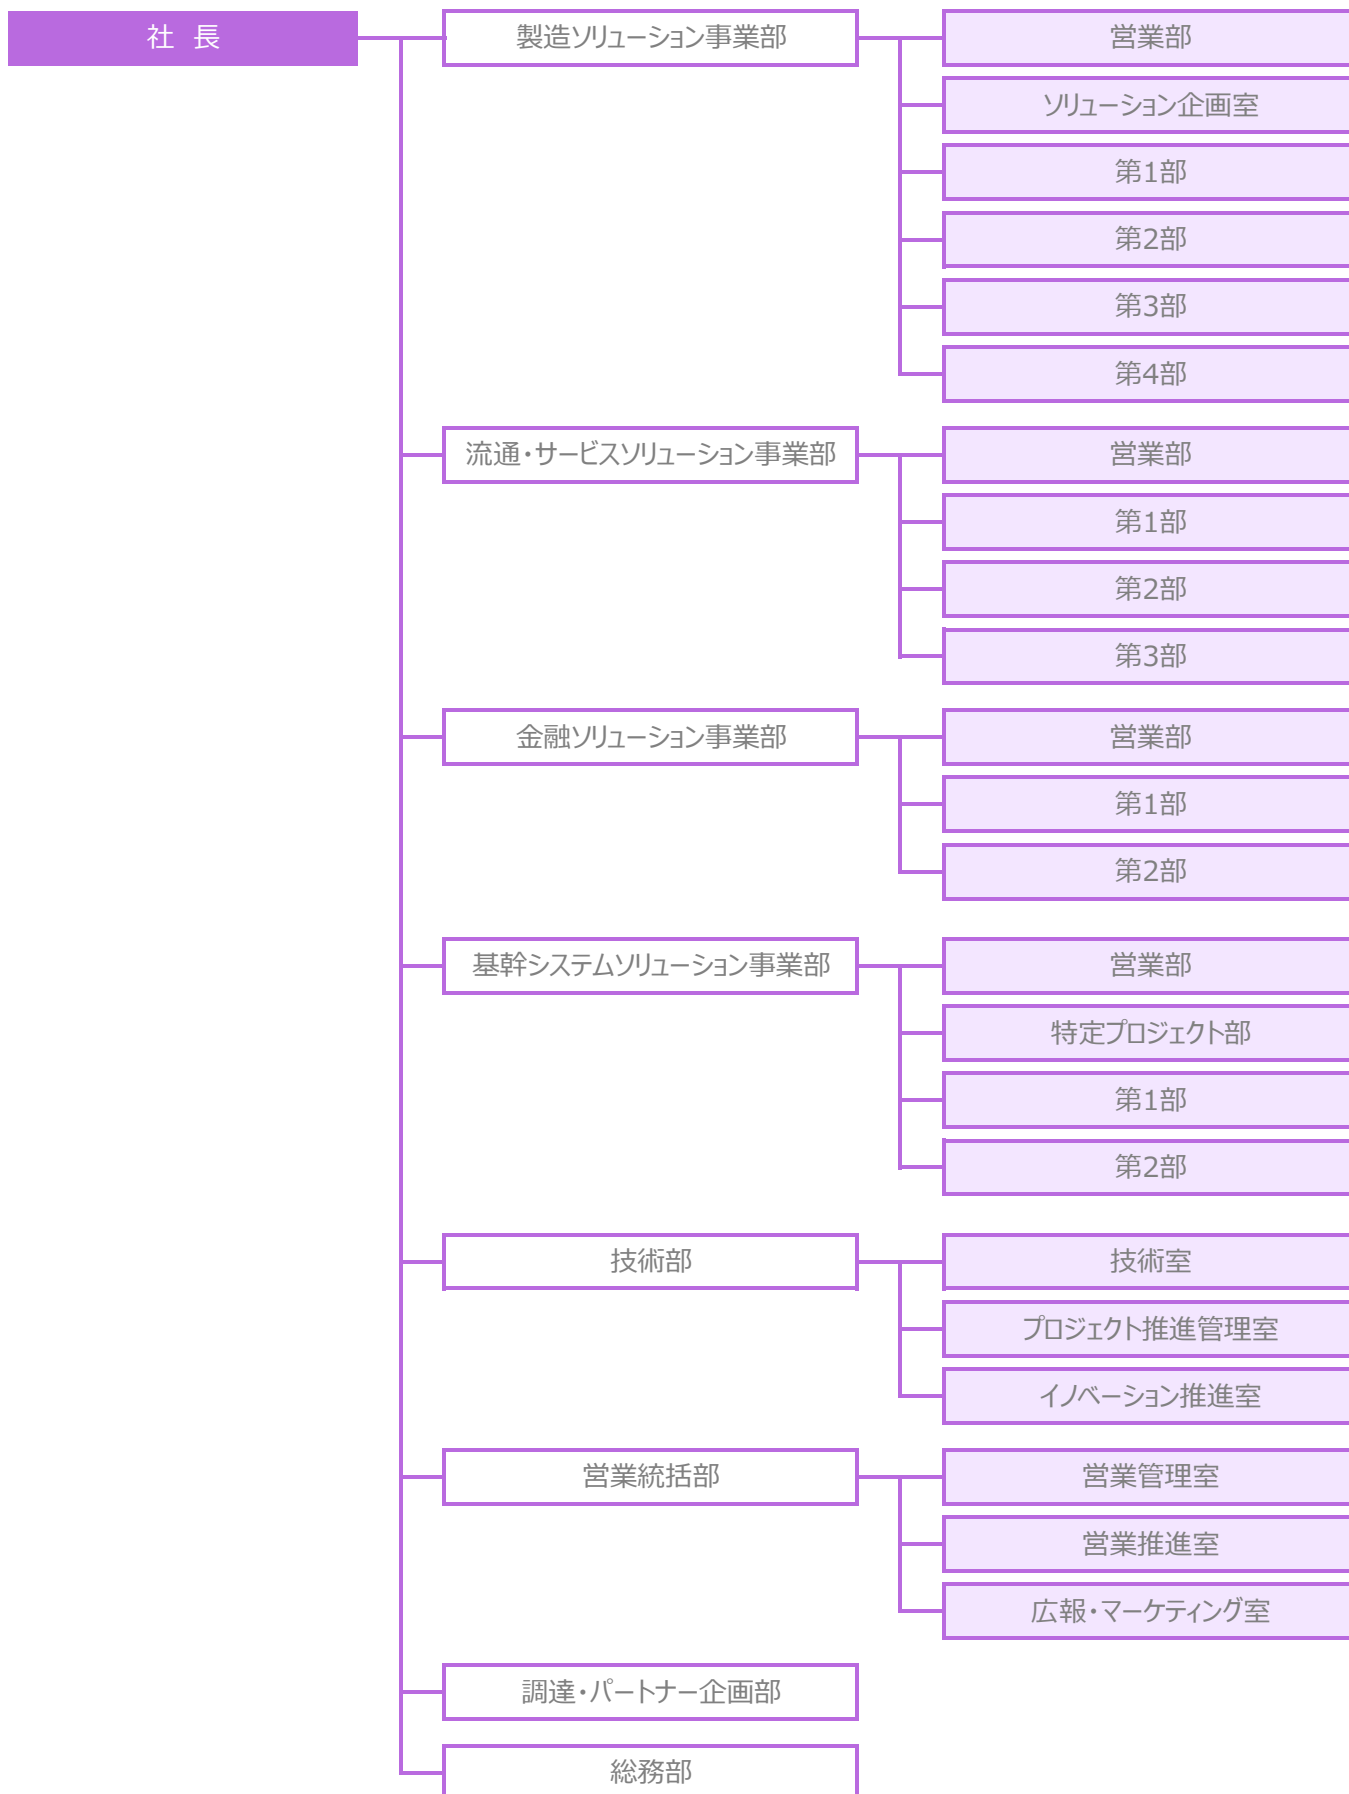 社 長
製造ソリューション事業部
営業部
ソリューション企画室
第1部
第2部
第3部
第4部
流通・サービスソリューション事業部
営業部
第1部
第2部
第3部
金融ソリューション事業部
営業部
第1部
第2部
基幹システムソリューション事業部
営業部
特定プロジェクト部
第1部
第2部
技術部
技術室
プロジェクト推進管理室
イノベーション推進室
営業統括部
営業管理室
営業推進室
広報・マーケティング室
調達・パートナー企画部
総務部